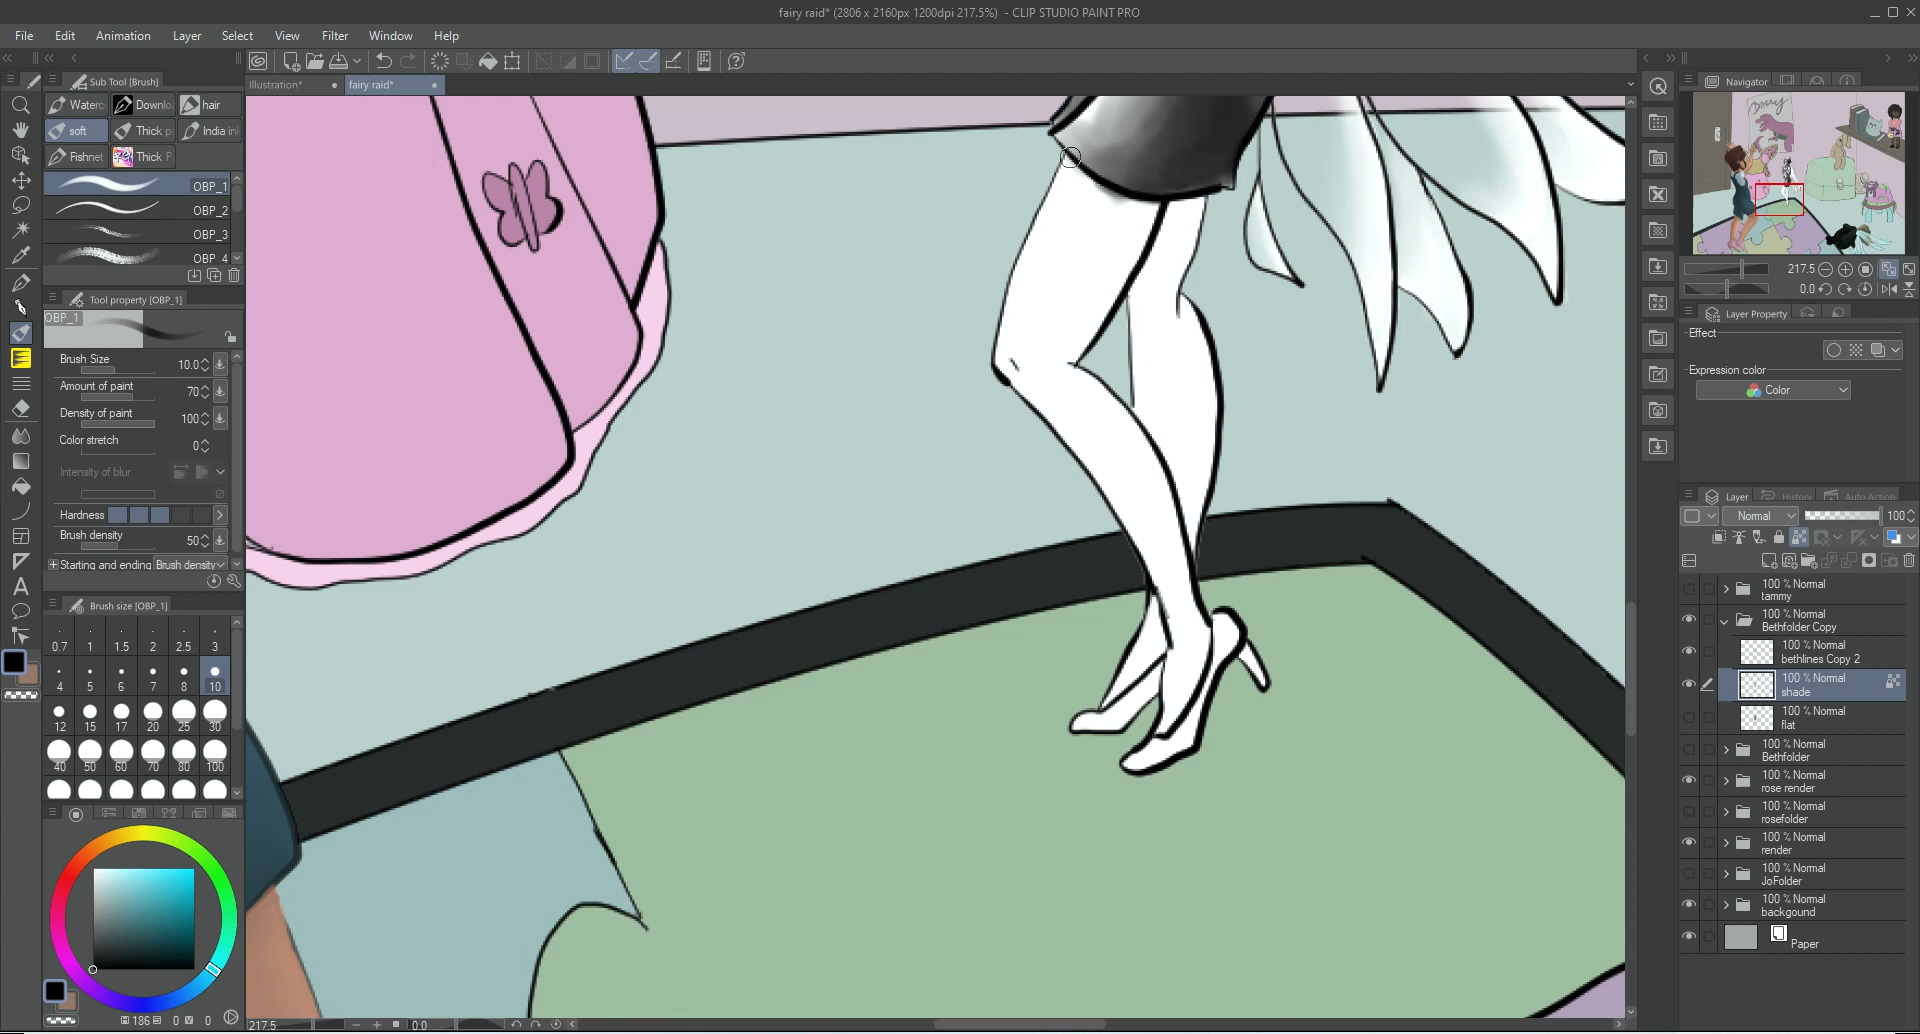 fairy raid* (2806 x 2160px 1200dpi 217.5%) - CLIP STUDIO PAINT PRO
File Edit Animation Layer Select View Filter Window Help
Sub Tool [Brush]
Illustration* fairy raid*
Navigator
Waterc Downlo hair
soft Thick p India in
Fishnet Thick P
OBP_1
OBP_2
OBP_3
OBP_4
217.5
0.0
Tool property [OBP_1]
OBP_1
Layer Property
Effect
Brush Size 10.0
Amount of paint 70
Expression color
Color
Density of paint 100
Color stretch 0
Intensity of blur
Hardness
Brush density 50
Starting and ending Brush density
Layer History Auto Action
Normal 100
Brush size [OBP_1]
0.7 1 1.5 2 2.5 3
4 5 6 7 8 10
12 15 17 20 25 30
40 50 60 70 80 100
100 % Normal
tammy
100 % Normal
Bethfolder Copy
100 % Normal
bethlines Copy 2
100 % Normal
shade
100 % Normal
flat
100 % Normal
Bethfolder
100 % Normal
rose render
100 % Normal
rosefolder
100 % Normal
render
100 % Normal
JoFolder
100 % Normal
backgound
Paper
H 186 S 0 V 0
217.5 0.0